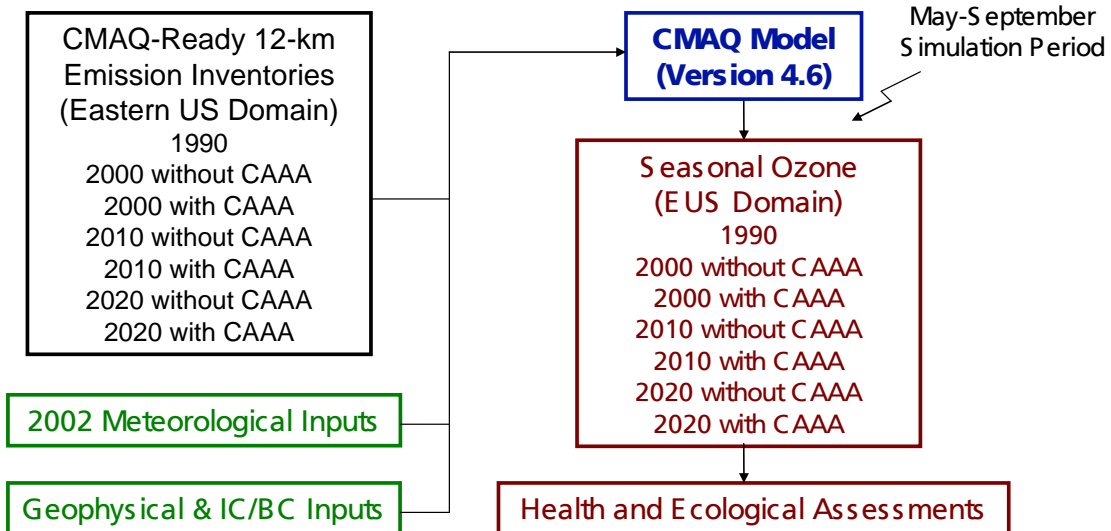 CMAQ-Ready 12-km
Emission Inventories
(Eastern US Domain)
1990
2000 without CAAA
2000 with CAAA
2010 without CAAA
2010 with CAAA
2020 without CAAA
2020 with CAAA
2002 Meteorological Inputs
Geophysical & IC/BC Inputs
CMAQ Model
(Version 4.6)
May-September
Simulation Period
Seasonal Ozone
(EUS Domain)
1990
2000 without CAAA
2000 with CAAA
2010 without CAAA
2010 with CAAA
2020 without CAAA
2020 with CAAA
Health and Ecological Assessments